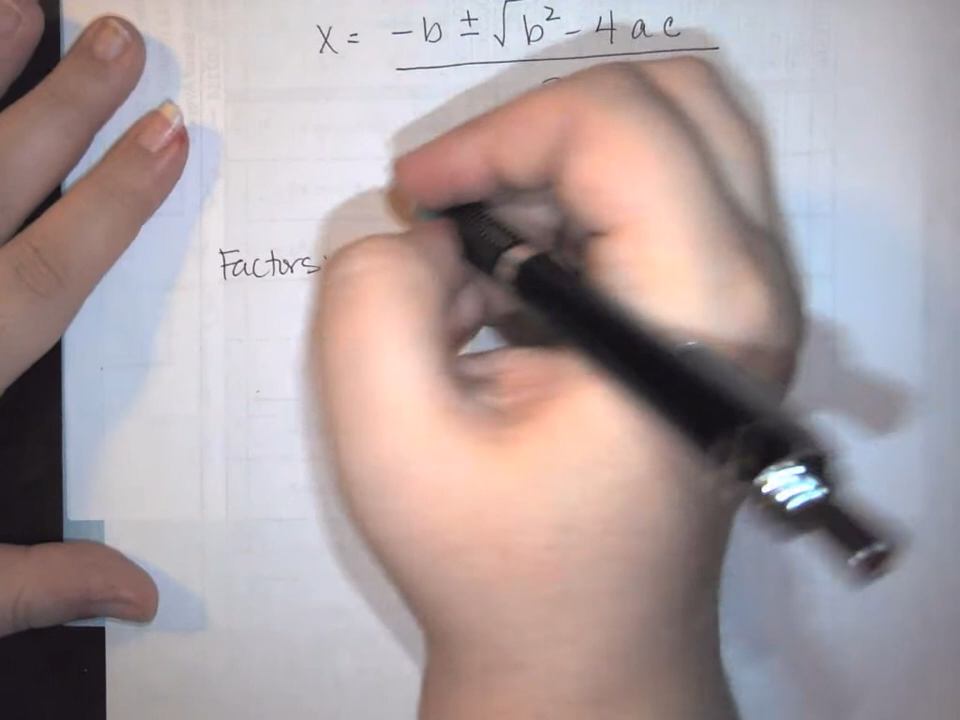 x = -b ± √b² - 4ac
Factors: